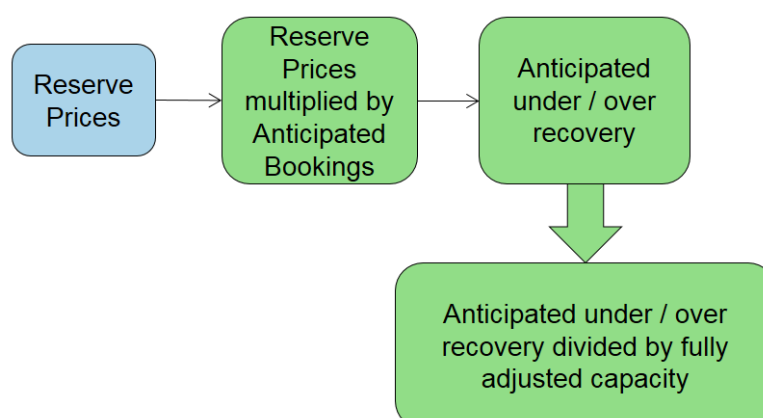 Reserve
Prices
Reserve
Prices
multiplied by
Anticipated
Bookings
Anticipated
under / over
recovery
Anticipated under / over
recovery divided by fully
adjusted capacity